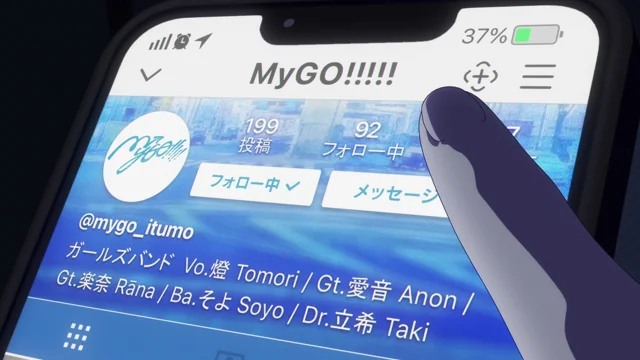 37%
MyGO!!!!!
MyGO!!!!!
199 92 7
投稿 フォロー中
フォロー中 メッセージ
@mygo_itumo
ガールズバンド Vo.燈 Tomori / Gt.愛音 Anon /
Gt.楽奈 Rāna / Ba.そよ Soyo / Dr.立希 Taki